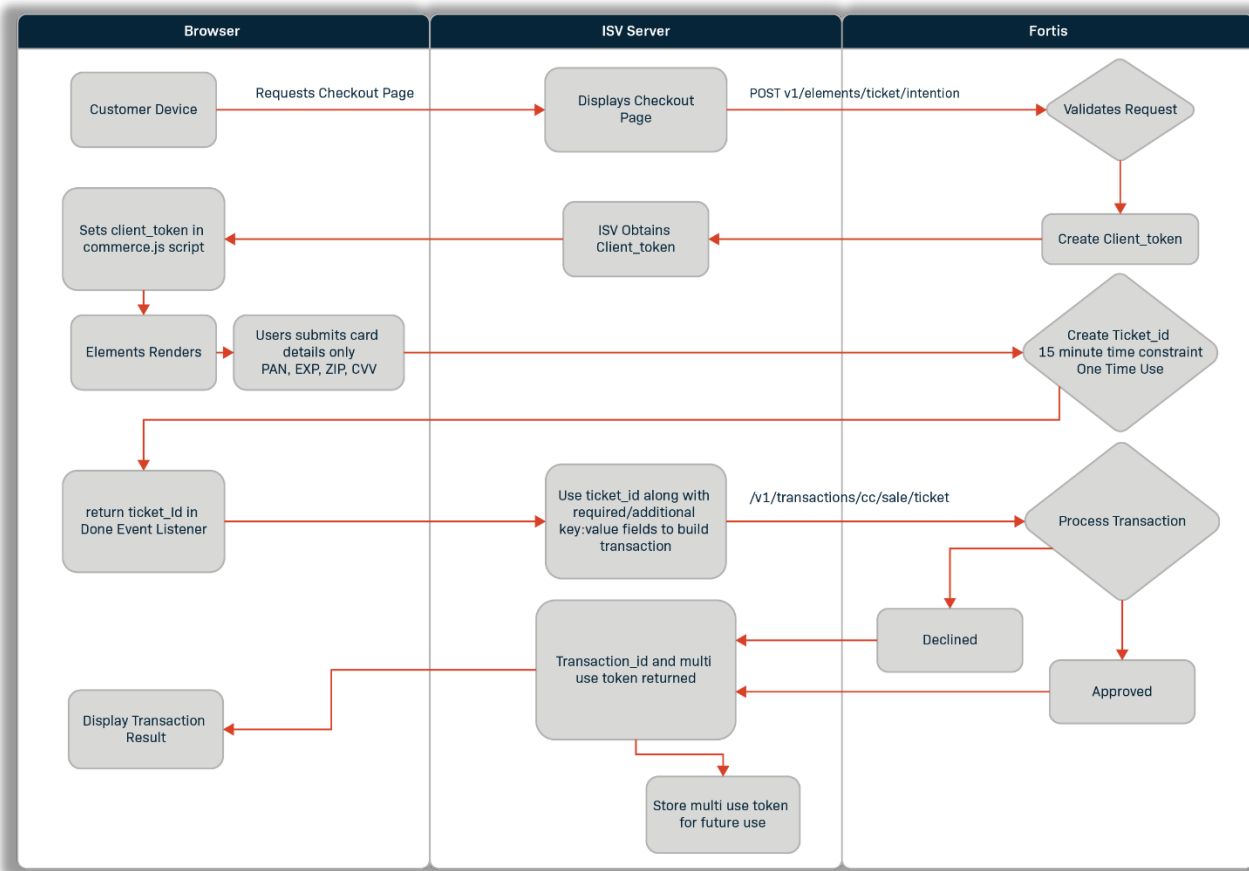 Browser
ISV Server
Fortis
Customer Device
Requests Checkout Page
Displays Checkout
Page
POST v1/elements/ticket/intention
Validates Request
Sets client_token in
commerce.js script
ISV Obtains
Client_token
Create Client_token
Elements Renders
Users submits card
details only
PAN, EXP, ZIP, CVV
Create Ticket_id
15 minute time constraint
One Time Use
return ticket_Id in
Done Event Listener
Use ticket_id along with
required/additional
key:value fields to build
transaction
/v1/transactions/cc/sale/ticket
Process Transaction
Declined
Transaction_id and multi
use token returned
Approved
Display Transaction
Result
Store multi use token
for future use